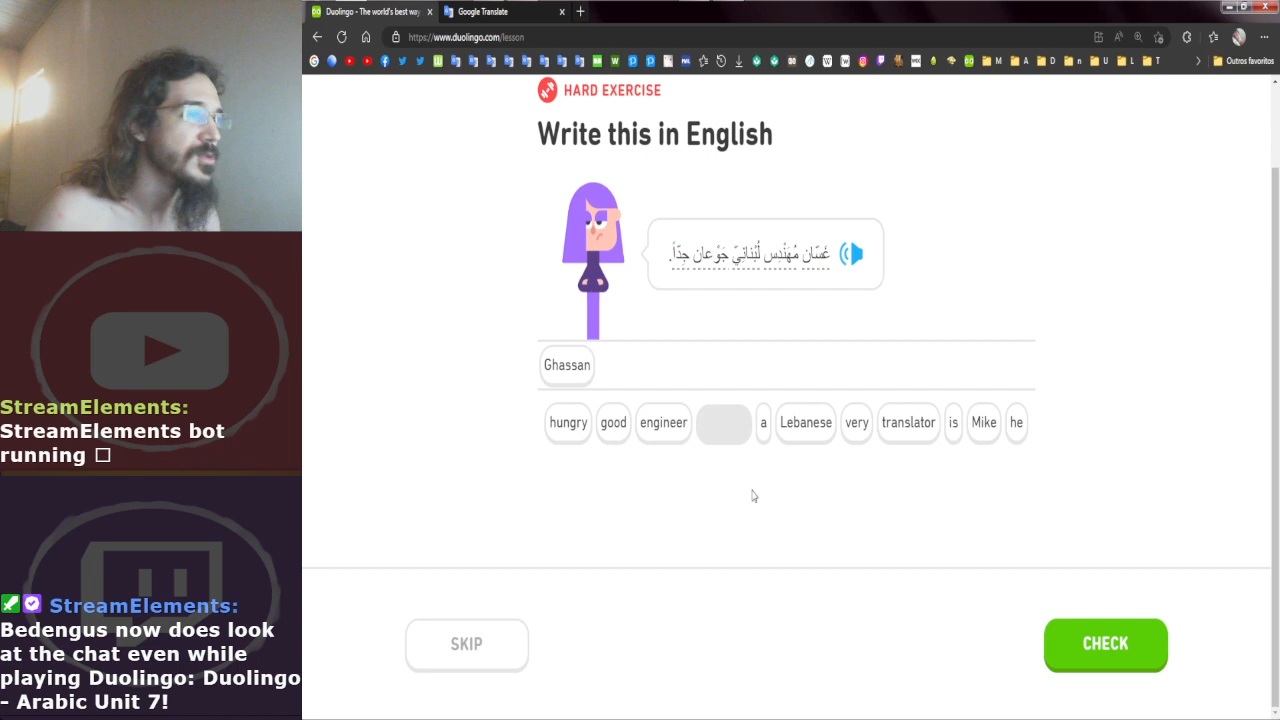 Duolingo - The world's best way
Google Translate
https://www.duolingo.com/lesson
M
A
D
n
U
L
T
Outros favoritos
HARD EXERCISE
Write this in English
غَسّان مُهَنْدِس لُبْنانِيّ جَوْعان جِدّاً.
Ghassan
hungry good engineer a Lebanese very translator is Mike he
SKIP
CHECK
StreamElements:
StreamElements bot
running
StreamElements:
Bedengus now does look
at the chat even while
playing Duolingo: Duolingo
- Arabic Unit 7!